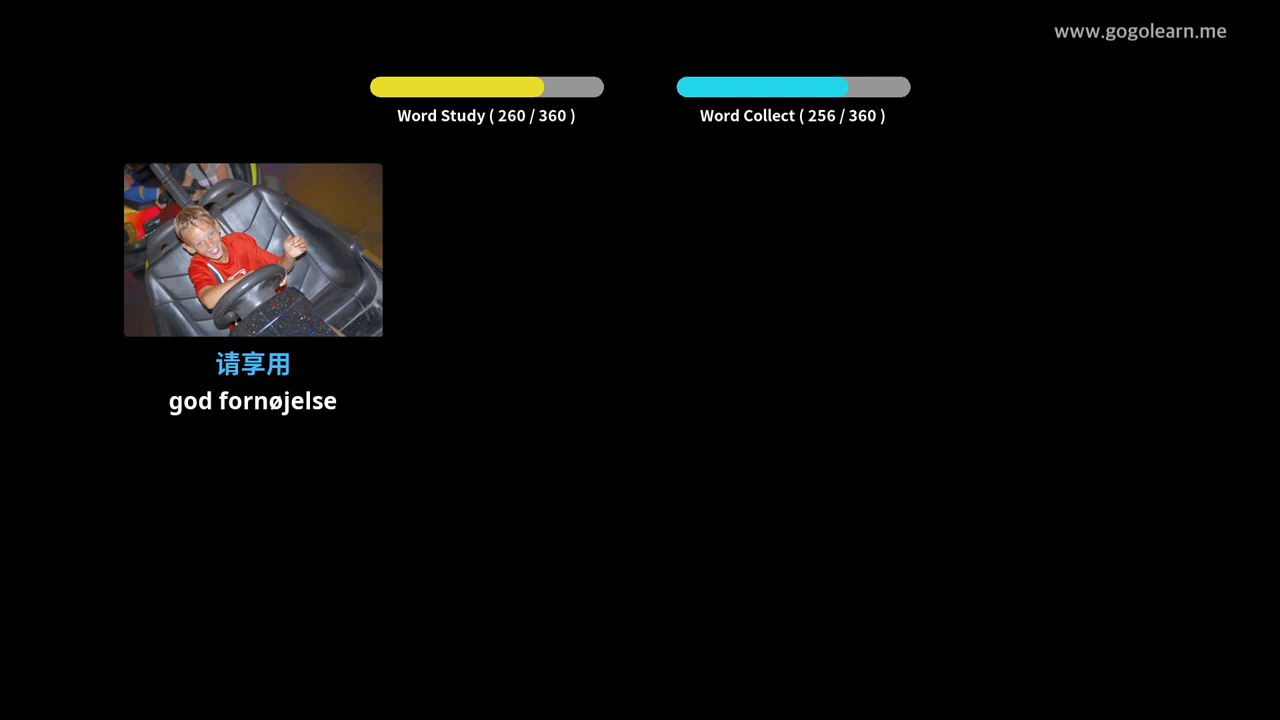 www.gogolearn.me
Word Study ( 260 / 360 )
Word Collect ( 256 / 360 )
请享用
god fornøjelse